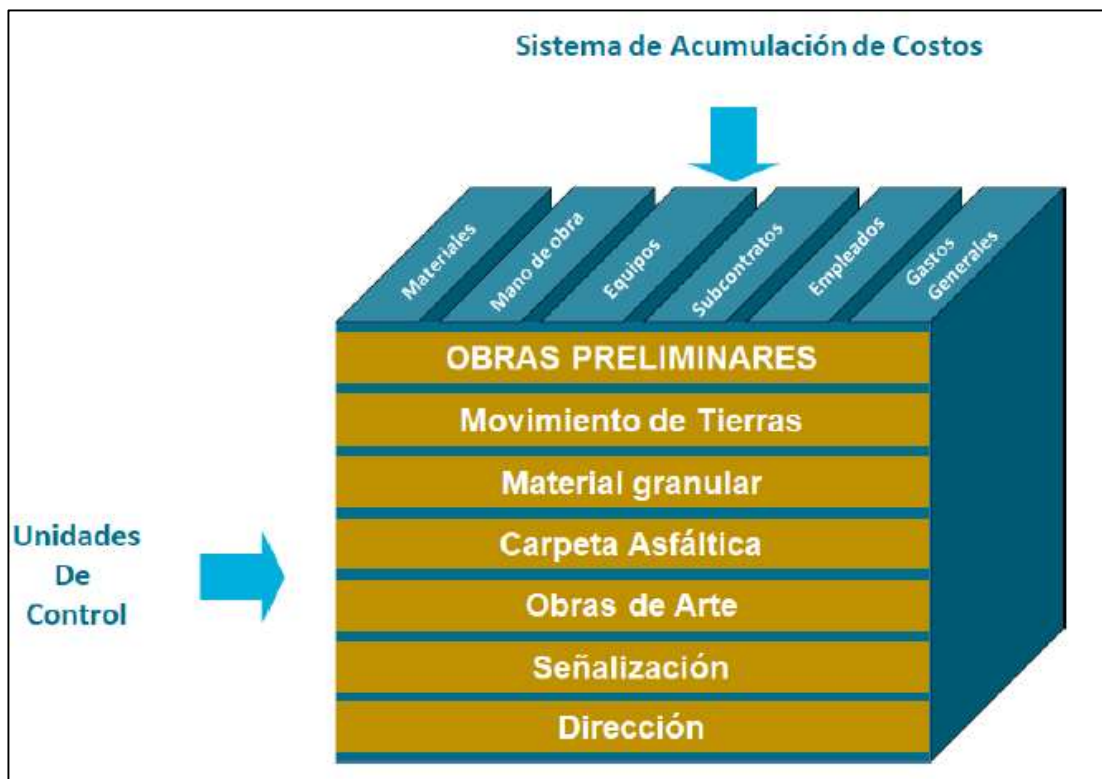 Sistema de Acumulación de Costos
Materiales
Mano de obra
Equipos
Subcontratos
Empleados
Gastos
Generales
OBRAS PRELIMINARES
Movimiento de Tierras
Material granular
Carpeta Asfáltica
Obras de Arte
Señalización
Dirección
Unidades
De
Control